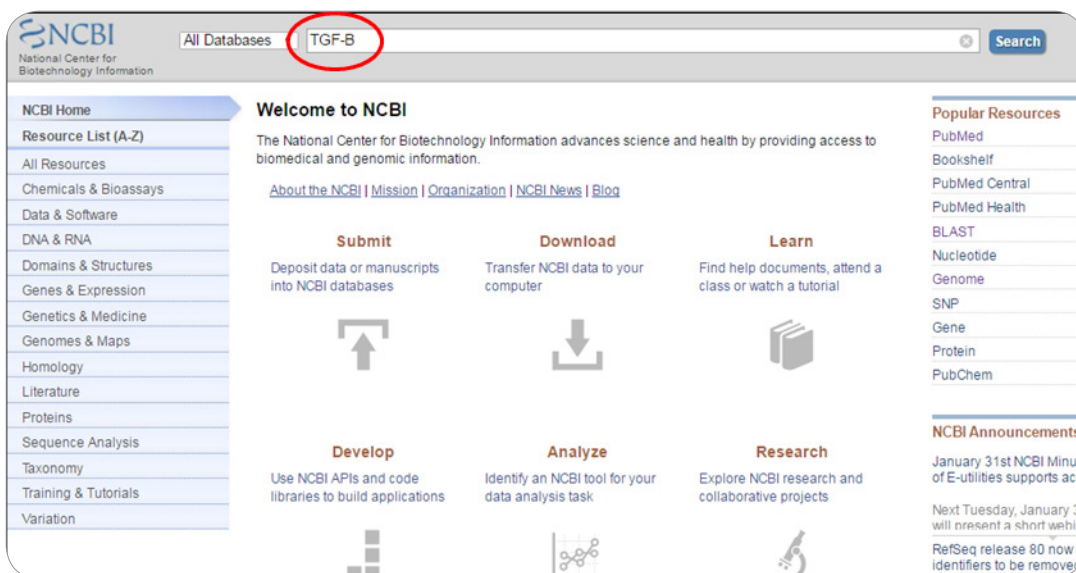 NCBI
National Center for
Biotechnology Information
All Databases
TGF-B
Search
NCBI Home
Resource List (A-Z)
All Resources
Chemicals & Bioassays
Data & Software
DNA & RNA
Domains & Structures
Genes & Expression
Genetics & Medicine
Genomes & Maps
Homology
Literature
Proteins
Sequence Analysis
Taxonomy
Training & Tutorials
Variation
Welcome to NCBI
The National Center for Biotechnology Information advances science and health by providing access to
biomedical and genomic information.
About the NCBI | Mission | Organization | NCBI News | Blog
Submit
Deposit data or manuscripts
into NCBI databases
Download
Transfer NCBI data to your
computer
Learn
Find help documents, attend a
class or watch a tutorial
Develop
Use NCBI APIs and code
libraries to build applications
Analyze
Identify an NCBI tool for your
data analysis task
Research
Explore NCBI research and
collaborative projects
Popular Resources
PubMed
Bookshelf
PubMed Central
PubMed Health
BLAST
Nucleotide
Genome
SNP
Gene
Protein
PubChem
NCBI Announcements
January 31st NCBI Minu
of E-utilities supports ac
Next Tuesday, January
will present a short webi
RefSeq release 80 now
identifiers to be remove